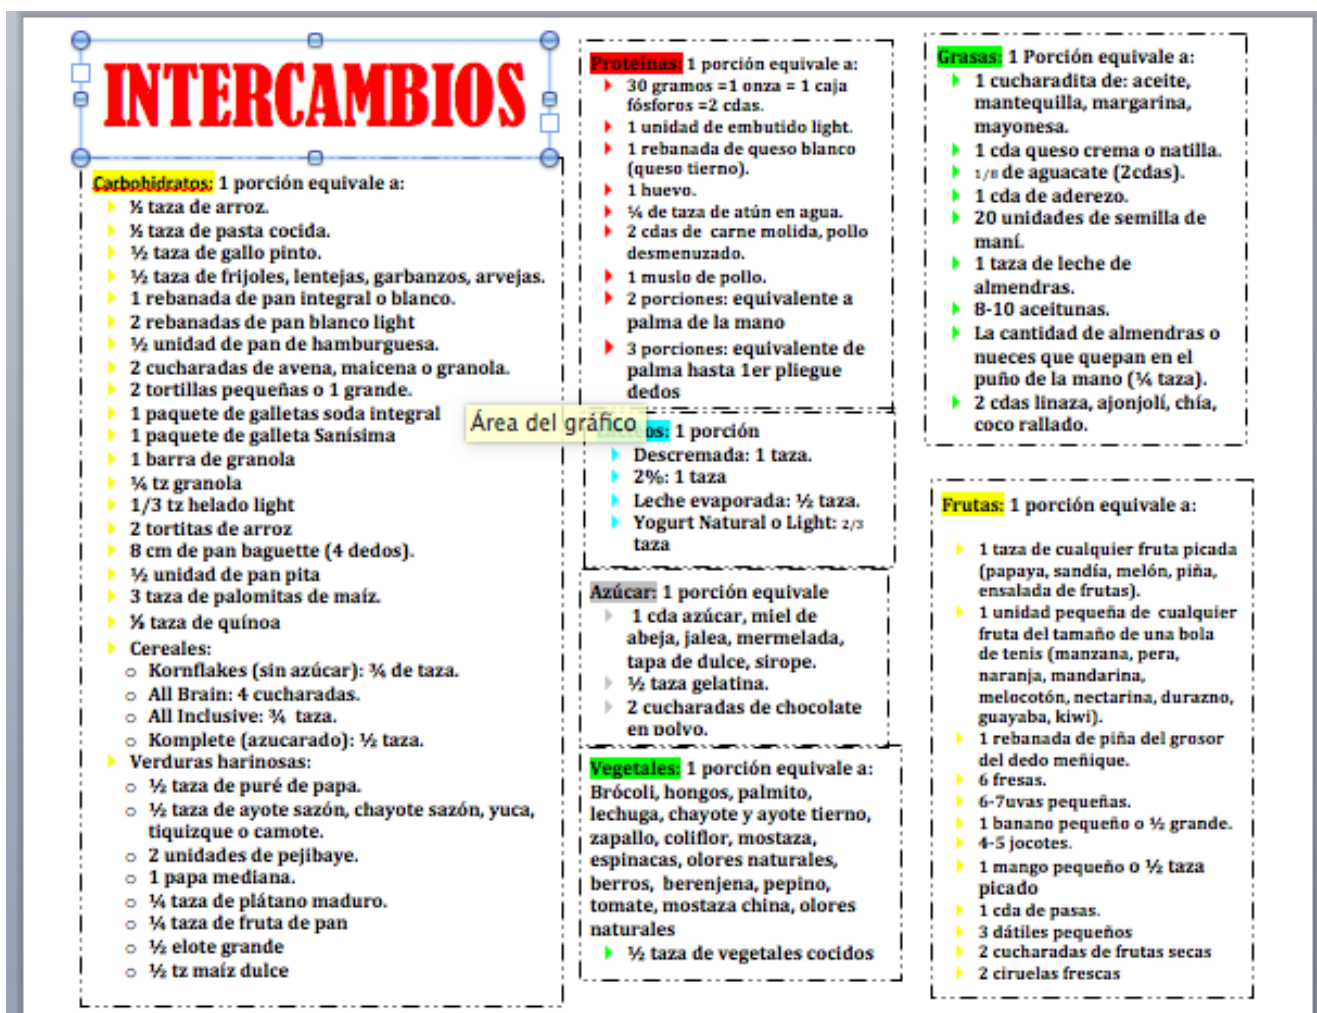 INTERCAMBIOS
Carbohidratos: 1 porción equivale a:
½ taza de arroz.
½ taza de pasta cocida.
½ taza de gallo pinto.
½ taza de frijoles, lentejas, garbanzos, arvejas.
1 rebanada de pan integral o blanco.
2 rebanadas de pan blanco light
½ unidad de pan de hamburguesa.
2 cucharadas de avena, maicena o granola.
2 tortillas pequeñas o 1 grande.
1 paquete de galletas soda integral
1 paquete de galleta Sanísima
1 barra de granola
¼ tz granola
1/3 tz helado light
2 tortitas de arroz
8 cm de pan baguette (4 dedos).
½ unidad de pan pita
3 taza de palomitas de maíz.
taza de quínoa
Cereales:
o Kornflakes (sin azúcar): ¾ de taza.
o All Brain: 4 cucharadas.
o All Inclusive: ¾ taza.
o Komplete (azucarado): ½ taza.
Verduras harinosas:
o ½ taza de puré de papa.
o ½ taza de ayote sazón, chayote sazón, yuca,
tiquizque o camote.
o 2 unidades de pejibaye.
o 1 papa mediana.
o ¼ taza de plátano maduro.
o ¼ taza de fruta de pan
o ½ elote grande
o ½ tz maíz dulce
Proteínas: 1 porción equivale a:
30 gramos =1 onza = 1 caja
fósforos =2 cdas.
1 unidad de embutido light.
1 rebanada de queso blanco
(queso tierno).
1 huevo.
¼ de taza de atún en agua.
2 cdas de carne molida, pollo
desmenuzado.
1 muslo de pollo.
2 porciones: equivalente a
palma de la mano
3 porciones: equivalente de
palma hasta 1er pliegue
dedos
Área del gráfico
os: 1 porción
Descremada: 1 taza.
2%: 1 taza
Leche evaporada: ½ taza.
Yogurt Natural o Light: 2/3
taza
Azúcar: 1 porción equivale
1 cda azúcar, miel de
abeja, jalea, mermelada,
tapa de dulce, sirope.
½ taza gelatina.
2 cucharadas de chocolate
en polvo.
Vegetales: 1 porción equivale a:
Brócoli, hongos, palmito,
lechuga, chayote y ayote tierno,
zapallo, coliflor, mostaza,
espinacas, olores naturales,
berros, berenjena, pepino,
tomate, mostaza china, olores
naturales
½ taza de vegetales cocidos
Grasas: 1 Porción equivale a:
1 cucharadita de: aceite,
mantequilla, margarina,
mayonesa.
1 cda queso crema o natilla.
1/8 de aguacate (2cdas).
1 cda de aderezo.
20 unidades de semilla de
maní.
1 taza de leche de
almendras.
8-10 aceitunas.
La cantidad de almendras o
nueces que quepan en el
puño de la mano (¼ taza).
2 cdas linaza, ajonjolí, chía,
coco rallado.
Frutas: 1 porción equivale a:
1 taza de cualquier fruta picada
(papaya, sandía, melón, piña,
ensalada de frutas).
1 unidad pequeña de cualquier
fruta del tamaño de una bola
de tenis (manzana, pera,
naranja, mandarina,
melocotón, nectarina, durazno,
guayaba, kiwi).
1 rebanada de piña del grosor
del dedo meñique.
6 fresas.
6-7uvas pequeñas.
1 banano pequeño o ½ grande.
4-5 jocotes.
1 mango pequeño o ½ taza
picado
1 cda de pasas.
3 dátiles pequeños
2 cucharadas de frutas secas
2 ciruelas frescas